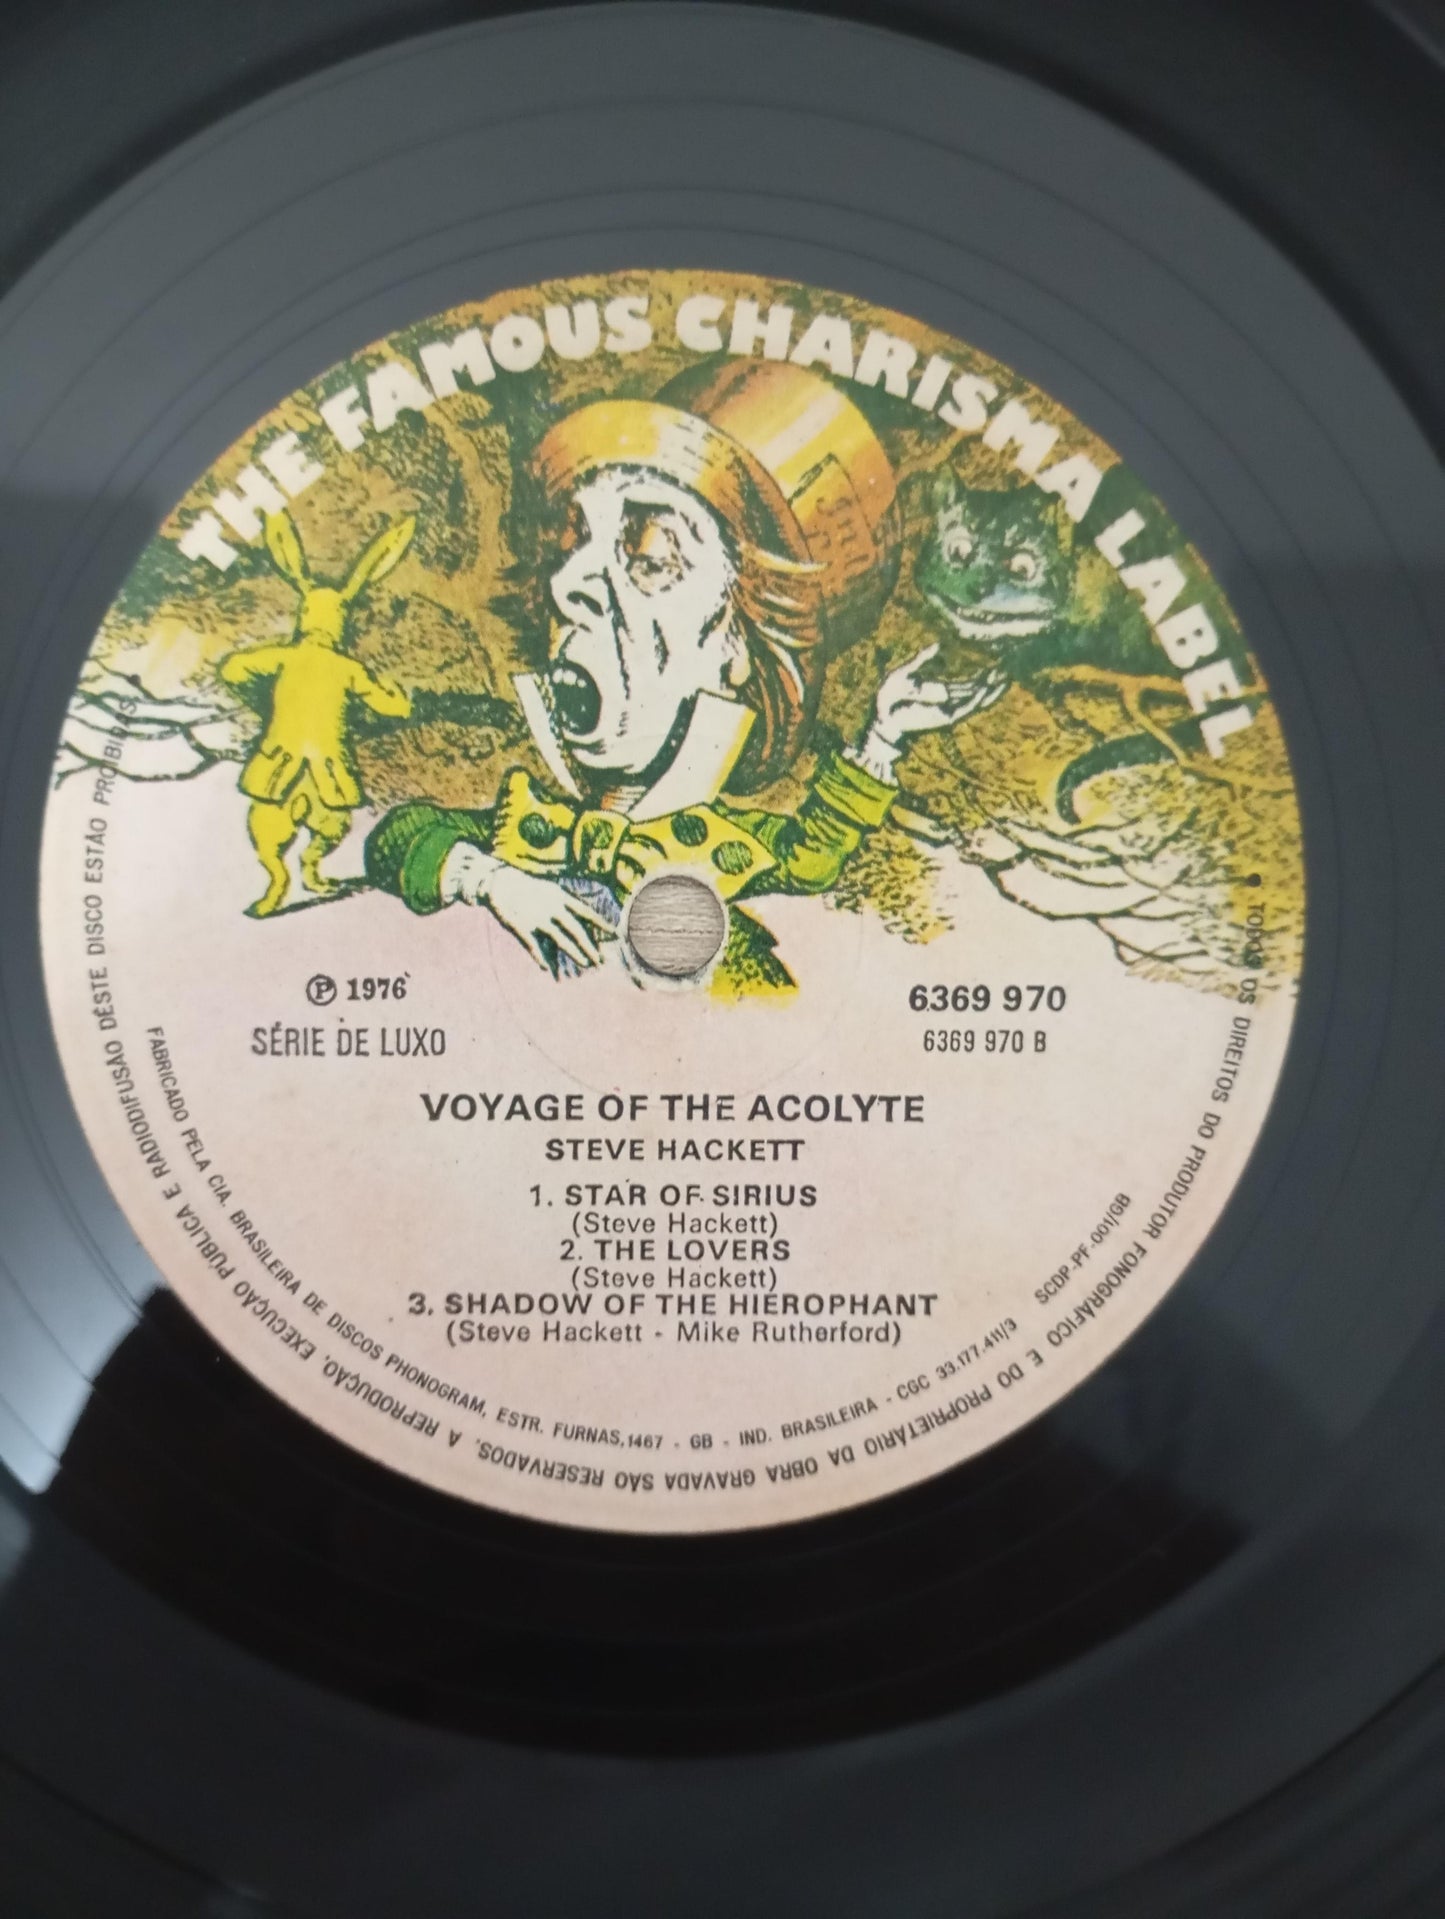 THE FAMOUS CHARISMA LABEL
Ⓟ 1976
SÉRIE DE LUXO
6369 970
6369 970 B
VOYAGE OF THE ACOLYTE
STEVE HACKETT
1. STAR OF SIRIUS
(Steve Hackett)
2. THE LOVERS
(Steve Hackett)
3. SHADOW OF THE HIEROPHANT
(Steve Hackett - Mike Rutherford)
FABRICADO PELA CIA. BRASILEIRA DE DISCOS PHONOGRAM, ESTR. FURNAS, 1467 - GB - IND. BRASILEIRA - CGC 33.177.411/3 SCDP-PF-001/GB
• TODOS OS DIREITOS DO PRODUTOR FONOGRÁFICO E DO PROPRIETÁRIO DA OBRA GRAVADA SÃO RESERVADOS. A REPRODUÇÃO, EXECUÇÃO PÚBLICA E RADIODIFUSÃO DÊSTE DISCO ESTÃO PROIBIDAS •